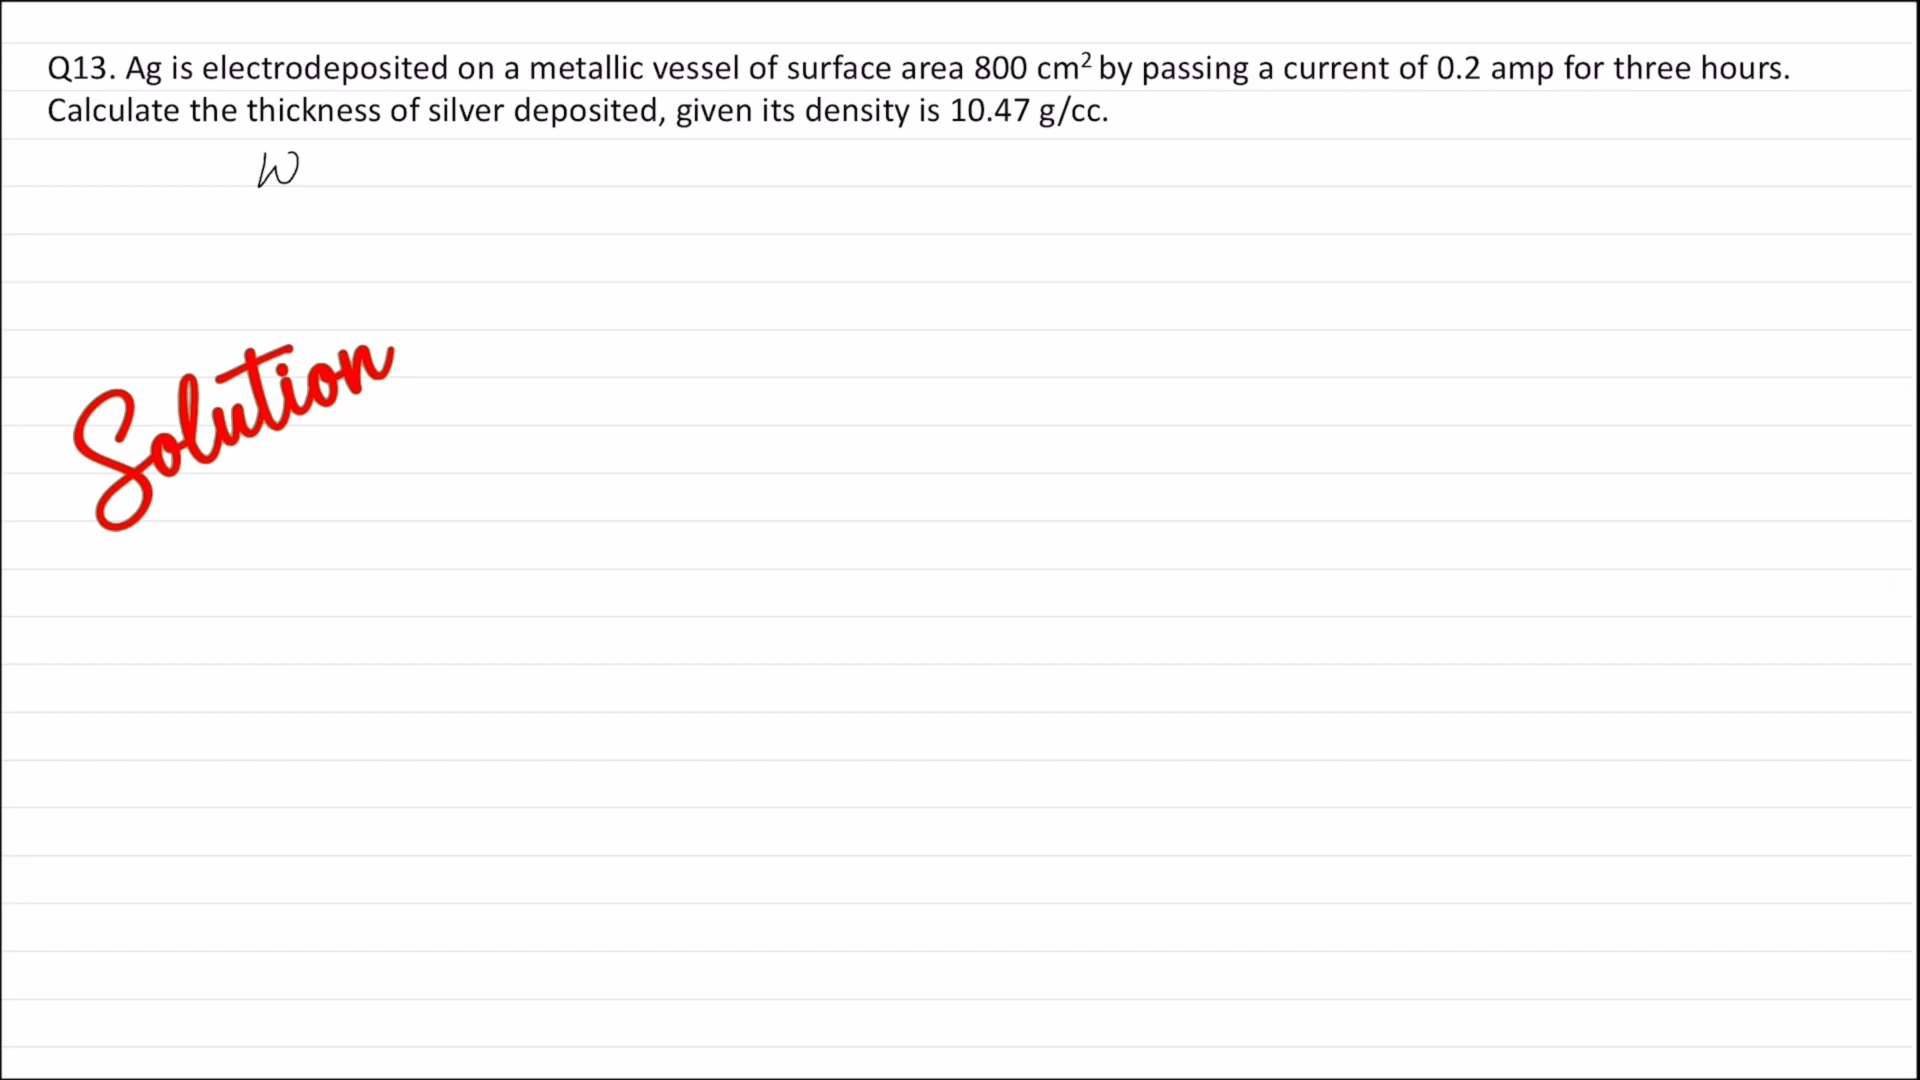 Q13. Ag is electrodeposited on a metallic vessel of surface area 800 cm² by passing a current of 0.2 amp for three hours.
Calculate the thickness of silver deposited, given its density is 10.47 g/cc.
W
Solution